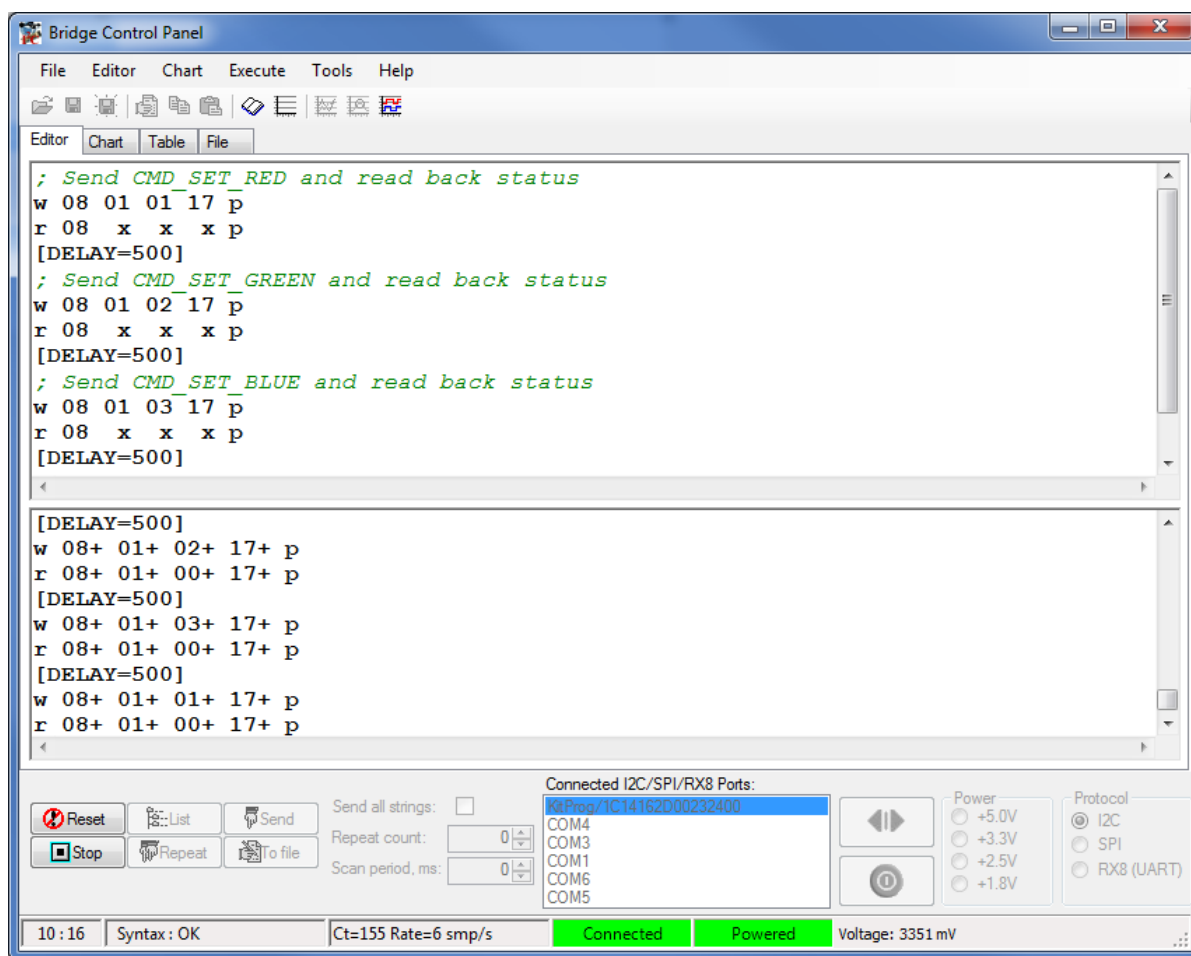 Bridge Control Panel
File Editor Chart Execute Tools Help
Editor Chart Table File
; Send CMD_SET_RED and read back status
w 08 01 01 17 p
r 08 x x x p
[DELAY=500]
; Send CMD_SET_GREEN and read back status
w 08 01 02 17 p
r 08 x x x p
[DELAY=500]
; Send CMD_SET_BLUE and read back status
w 08 01 03 17 p
r 08 x x x p
[DELAY=500]
[DELAY=500]
w 08+ 01+ 02+ 17+ p
r 08+ 01+ 00+ 17+ p
[DELAY=500]
w 08+ 01+ 03+ 17+ p
r 08+ 01+ 00+ 17+ p
[DELAY=500]
w 08+ 01+ 01+ 17+ p
r 08+ 01+ 00+ 17+ p
Reset List Send
Stop Repeat To file
Send all strings:
Repeat count: 0
Scan period, ms: 0
Connected I2C/SPI/RX8 Ports:
KitProg/1C14162D00232400
COM4
COM3
COM1
COM6
COM5
Power
+5.0V
+3.3V
+2.5V
+1.8V
Protocol
I2C
SPI
RX8 (UART)
10 : 16 Syntax : OK Ct=155 Rate=6 smp/s Connected Powered Voltage: 3351 mV